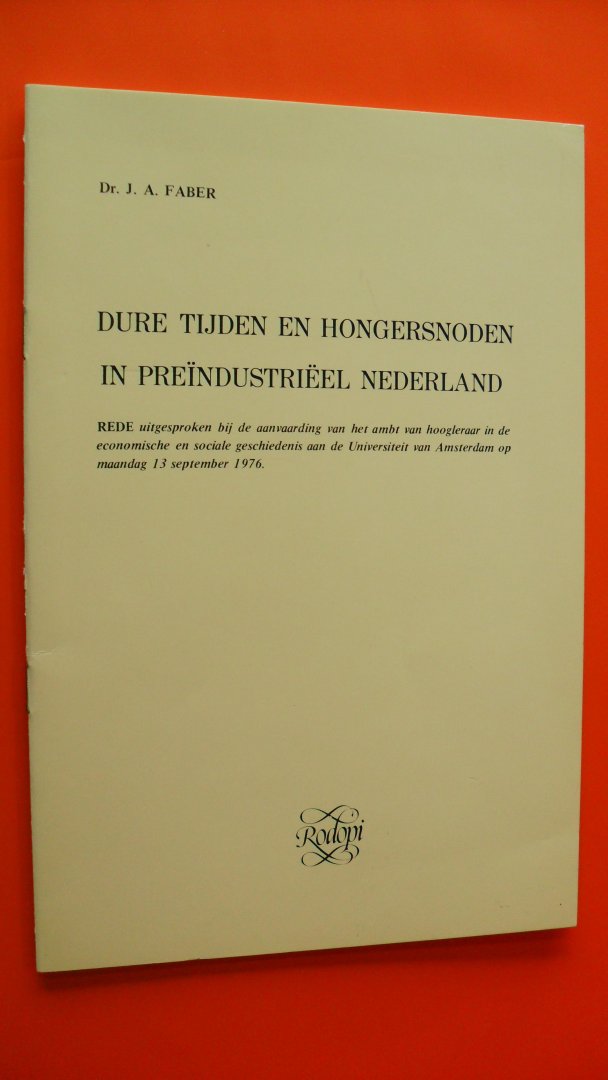 Dr. J. A. FABER
DURE TIJDEN EN HONGERSNODEN
IN PREÏNDUSTRIËEL NEDERLAND
REDE uitgesproken bij de aanvaarding van het ambt van hoogleraar in de
economische en sociale geschiedenis aan de Universiteit van Amsterdam op
maandag 13 september 1976.
Rodopi